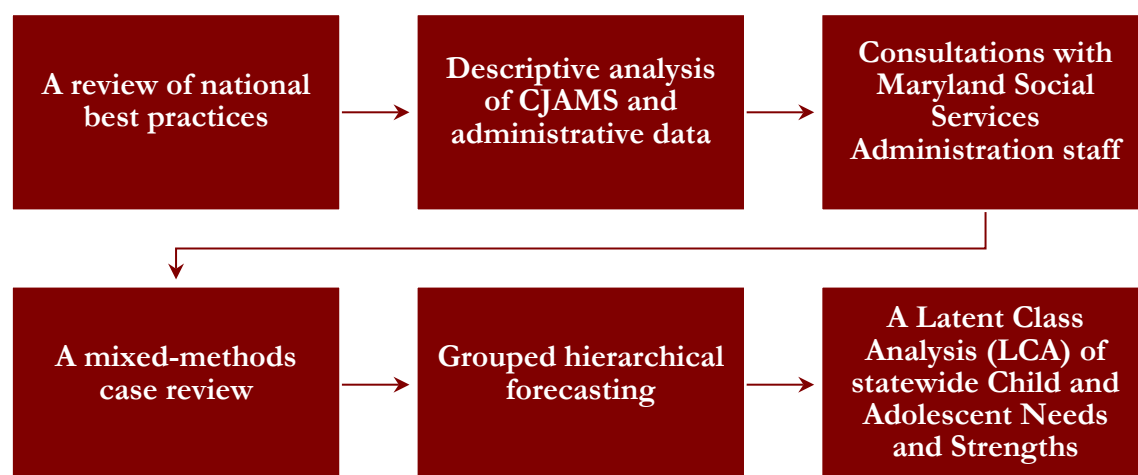 A review of national
best practices
Descriptive analysis
of CJAMS and
administrative data
Consultations with
Maryland Social
Services
Administration staff
A mixed-methods
case review
Grouped hierarchical
forecasting
A Latent Class
Analysis (LCA) of
statewide Child and
Adolescent Needs
and Strengths